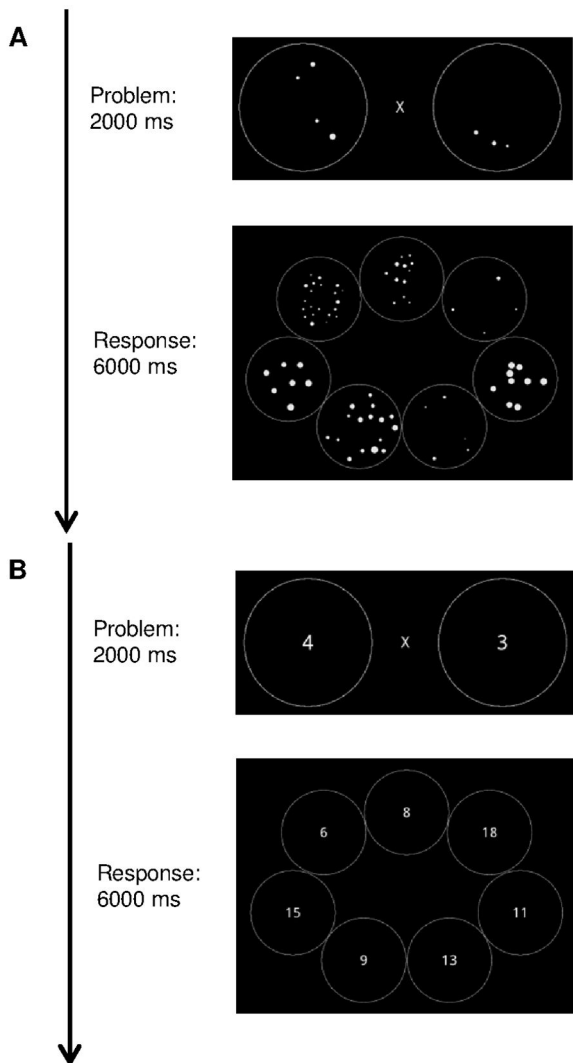 A
Problem:
2000 ms
x
Response:
6000 ms
B
Problem:
2000 ms
4 x 3
Response:
6000 ms
8
6 18
15 11
9 13